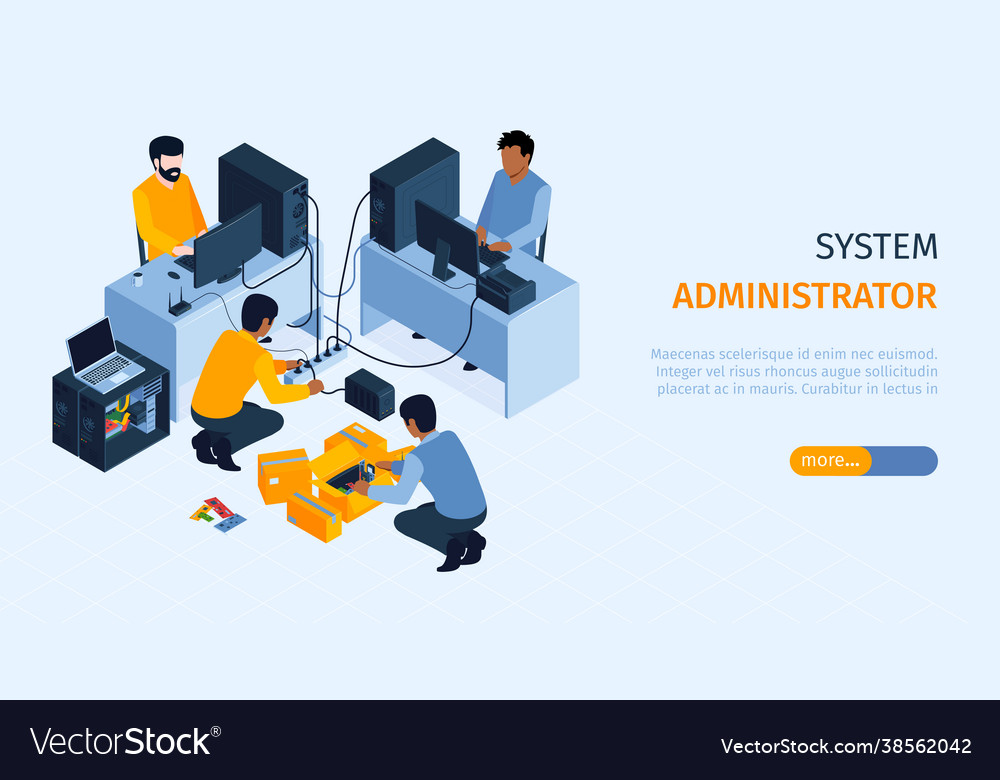 SYSTEM
ADMINISTRATOR
Maecenas scelerisque id enim nec euismod.
Integer vel risus rhoncus augue sollicitudin
placerat ac in mauris. Curabitur in lectus in
more...
VectorStock®
VectorStock.com/38562042